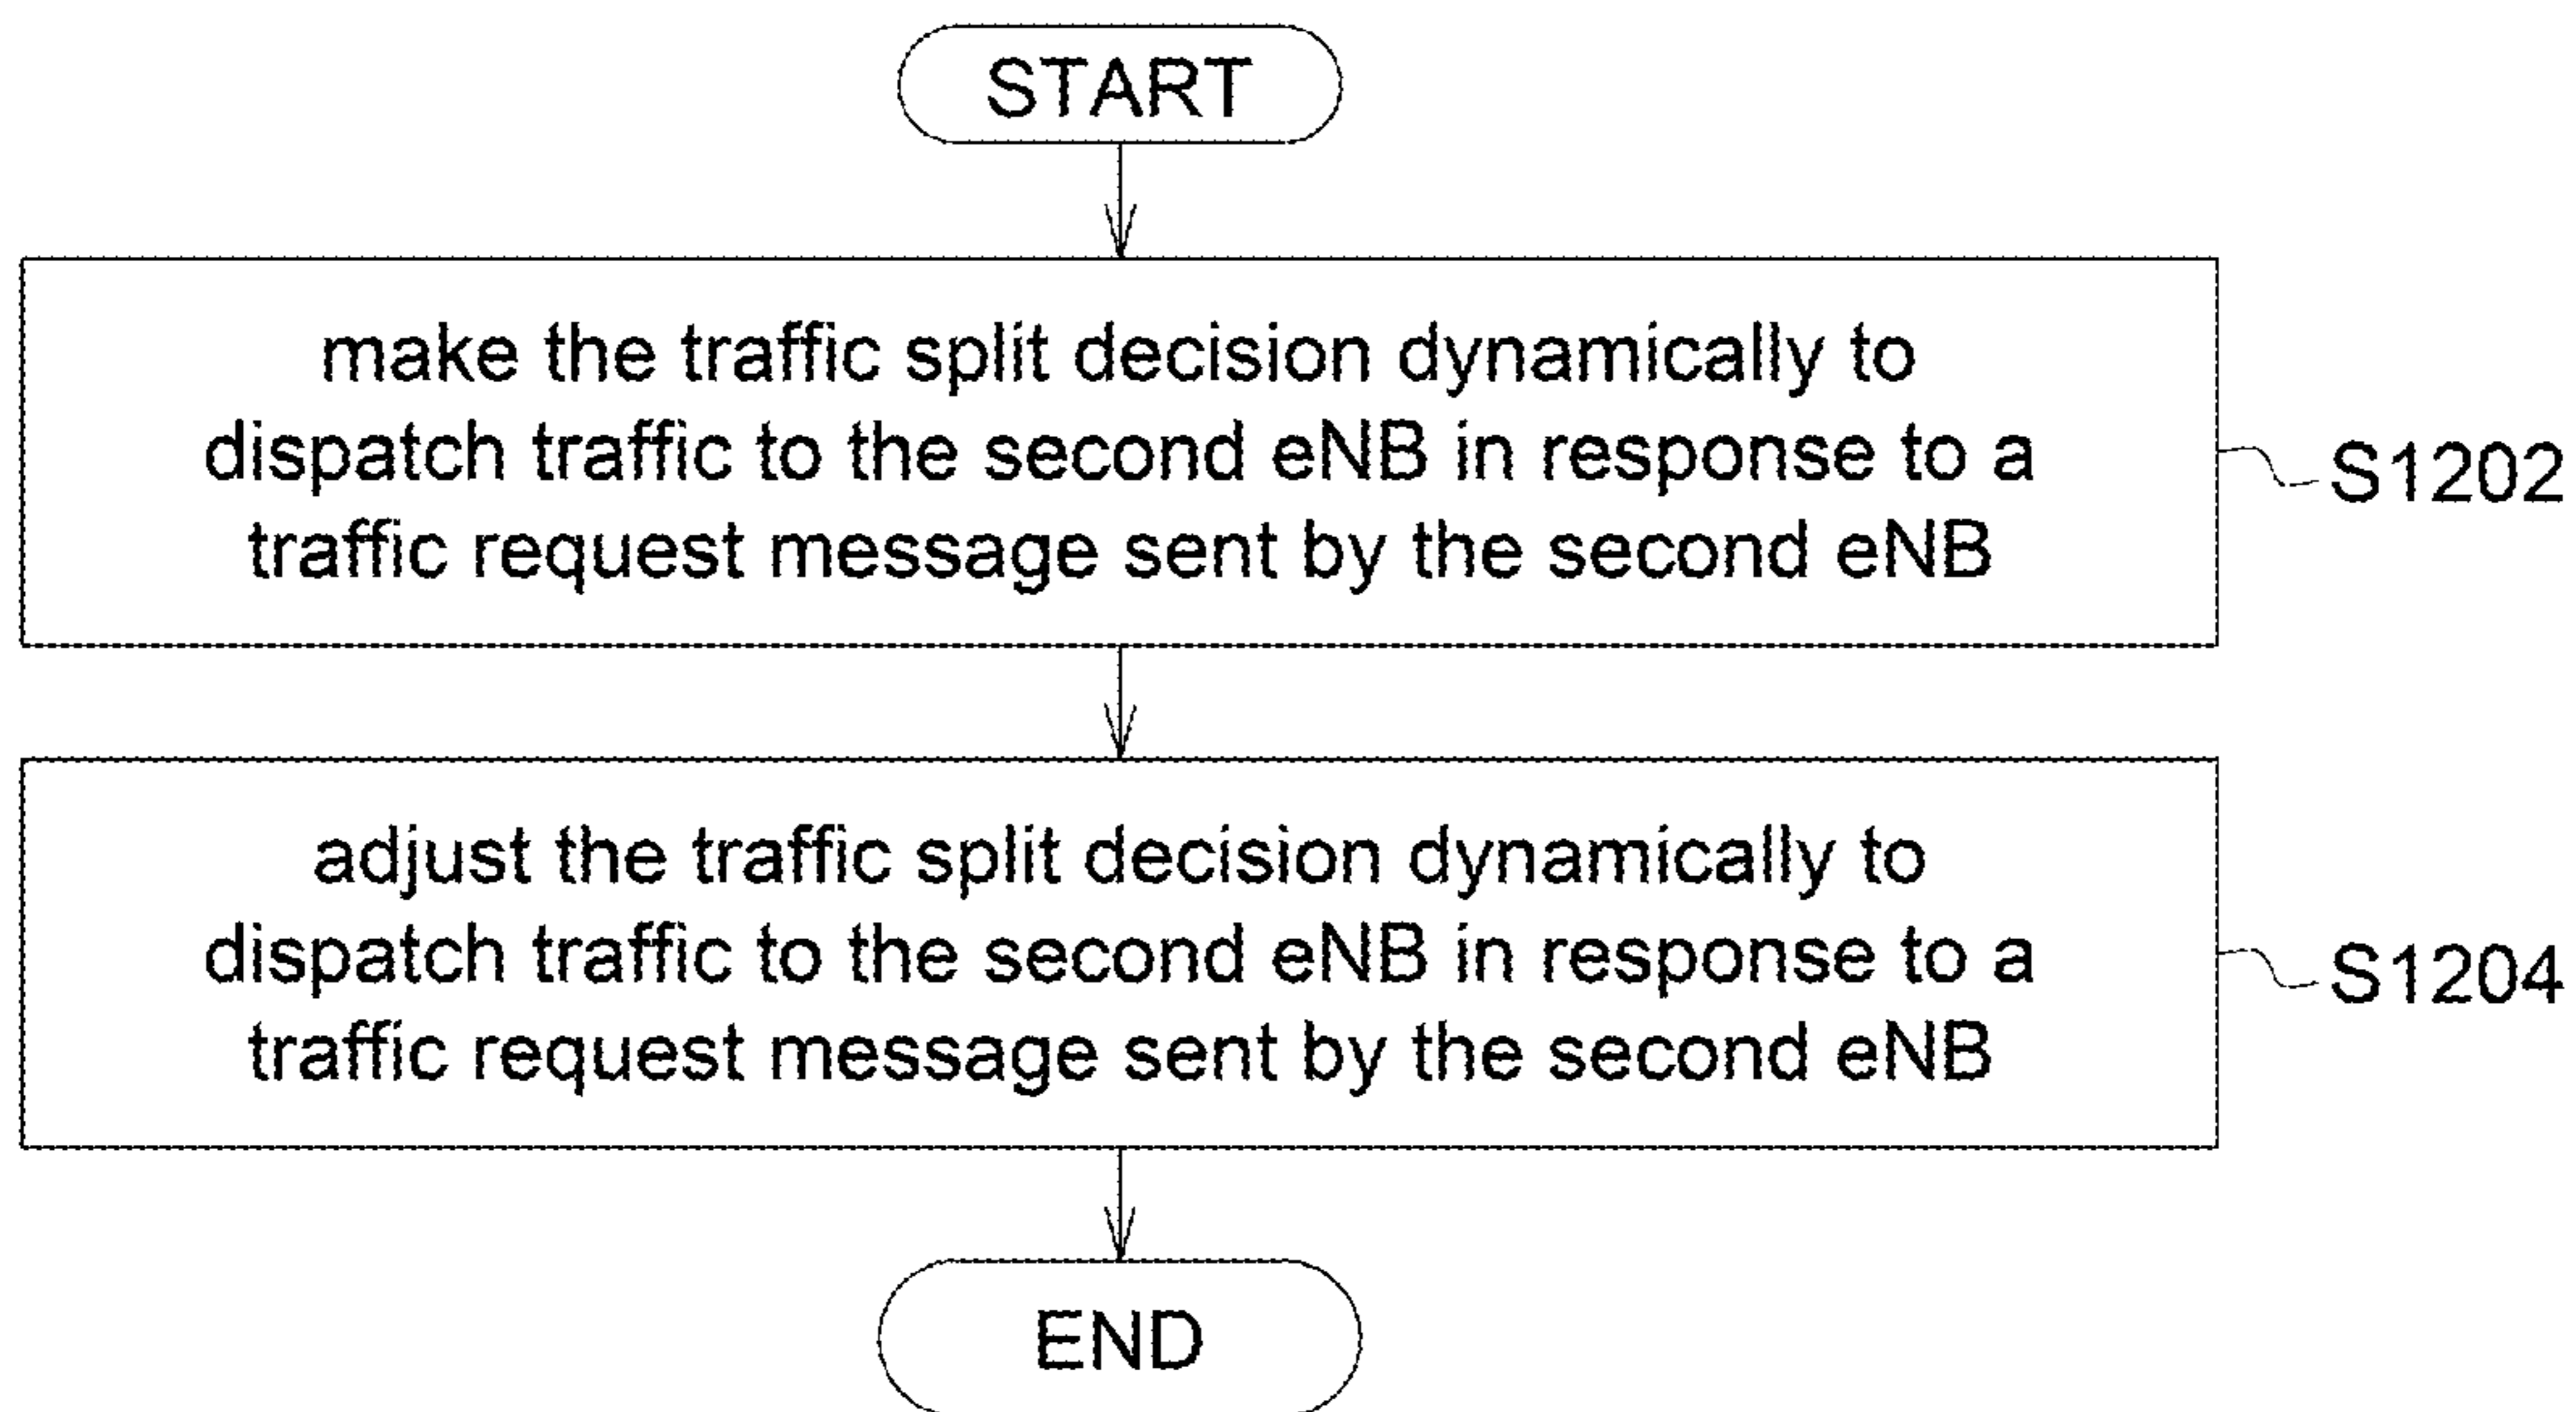 START
make the traffic split decision dynamically to
dispatch traffic to the second eNB in response to a
traffic request message sent by the second eNB
S1202
adjust the traffic split decision dynamically to
dispatch traffic to the second eNB in response to a
traffic request message sent by the second eNB
S1204
END